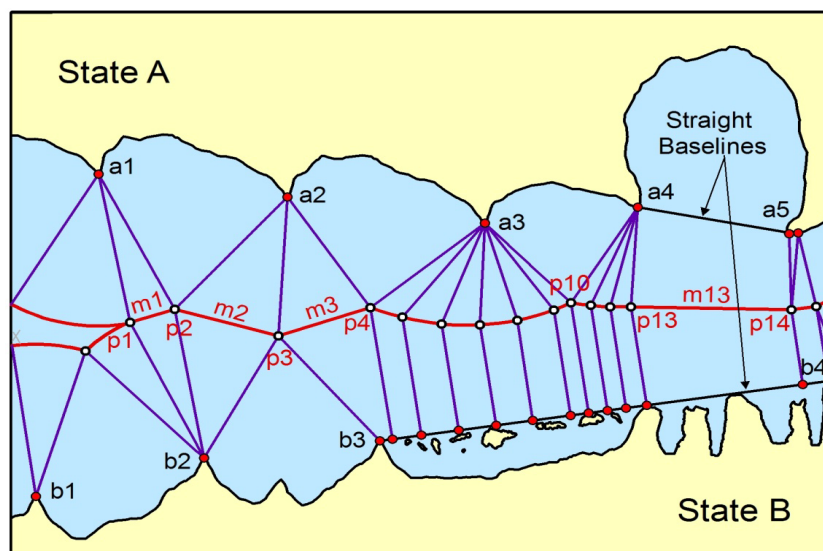 State A
Straight
Baselines
a1
a2
a3
a4
a5
m1
m2
m3
p10
m13
p1
p2
p3
p4
p13
p14
b4
b3
b2
b1
State B